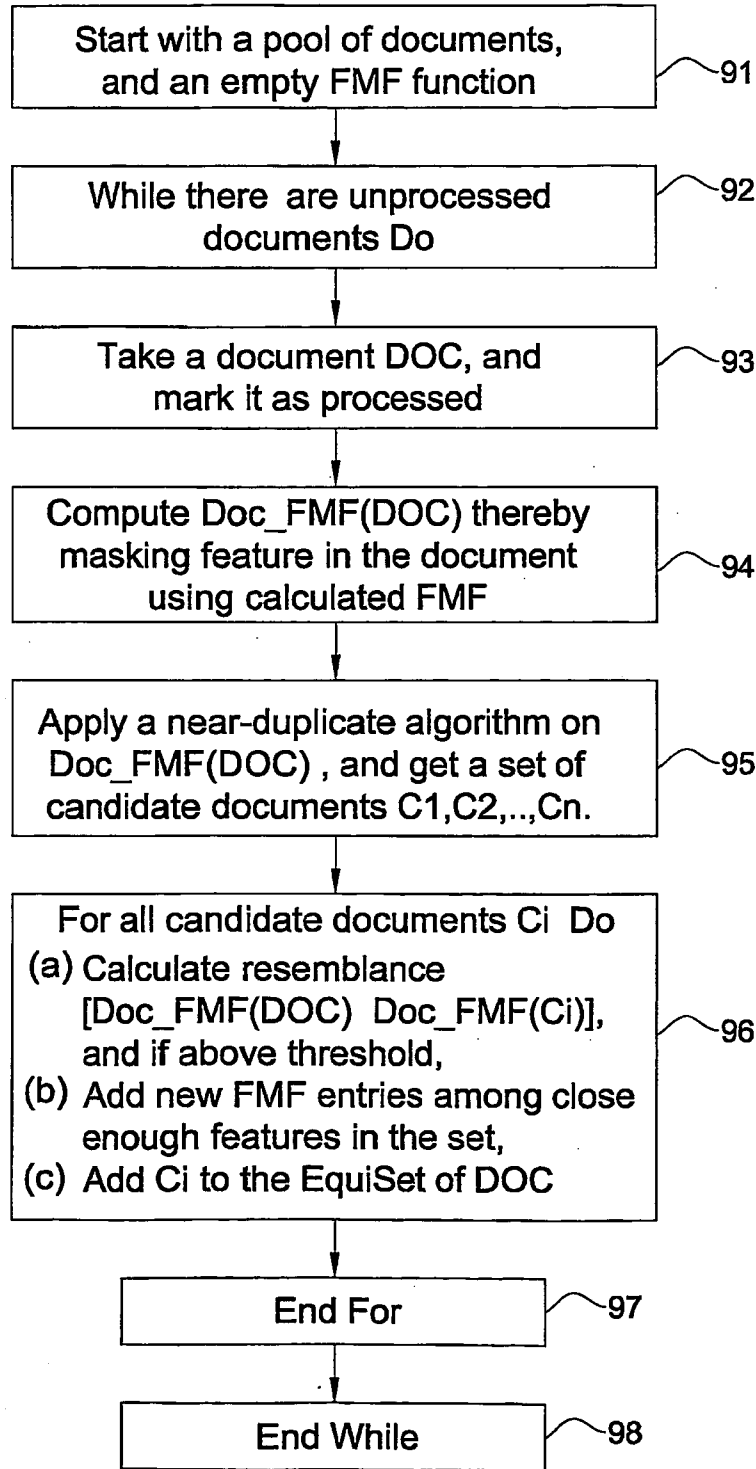 Start with a pool of documents,
and an empty FMF function
91
While there are unprocessed
documents Do
92
Take a document DOC, and
mark it as processed
93
Compute Doc_FMF(DOC) thereby
masking feature in the document
using calculated FMF
94
Apply a near-duplicate algorithm on
Doc_FMF(DOC) , and get a set of
candidate documents C1,C2,..,Cn.
95
For all candidate documents Ci Do
(a) Calculate resemblance
[Doc_FMF(DOC) Doc_FMF(Ci)],
and if above threshold,
(b) Add new FMF entries among close
enough features in the set,
(c) Add Ci to the EquiSet of DOC
96
End For
97
End While
98